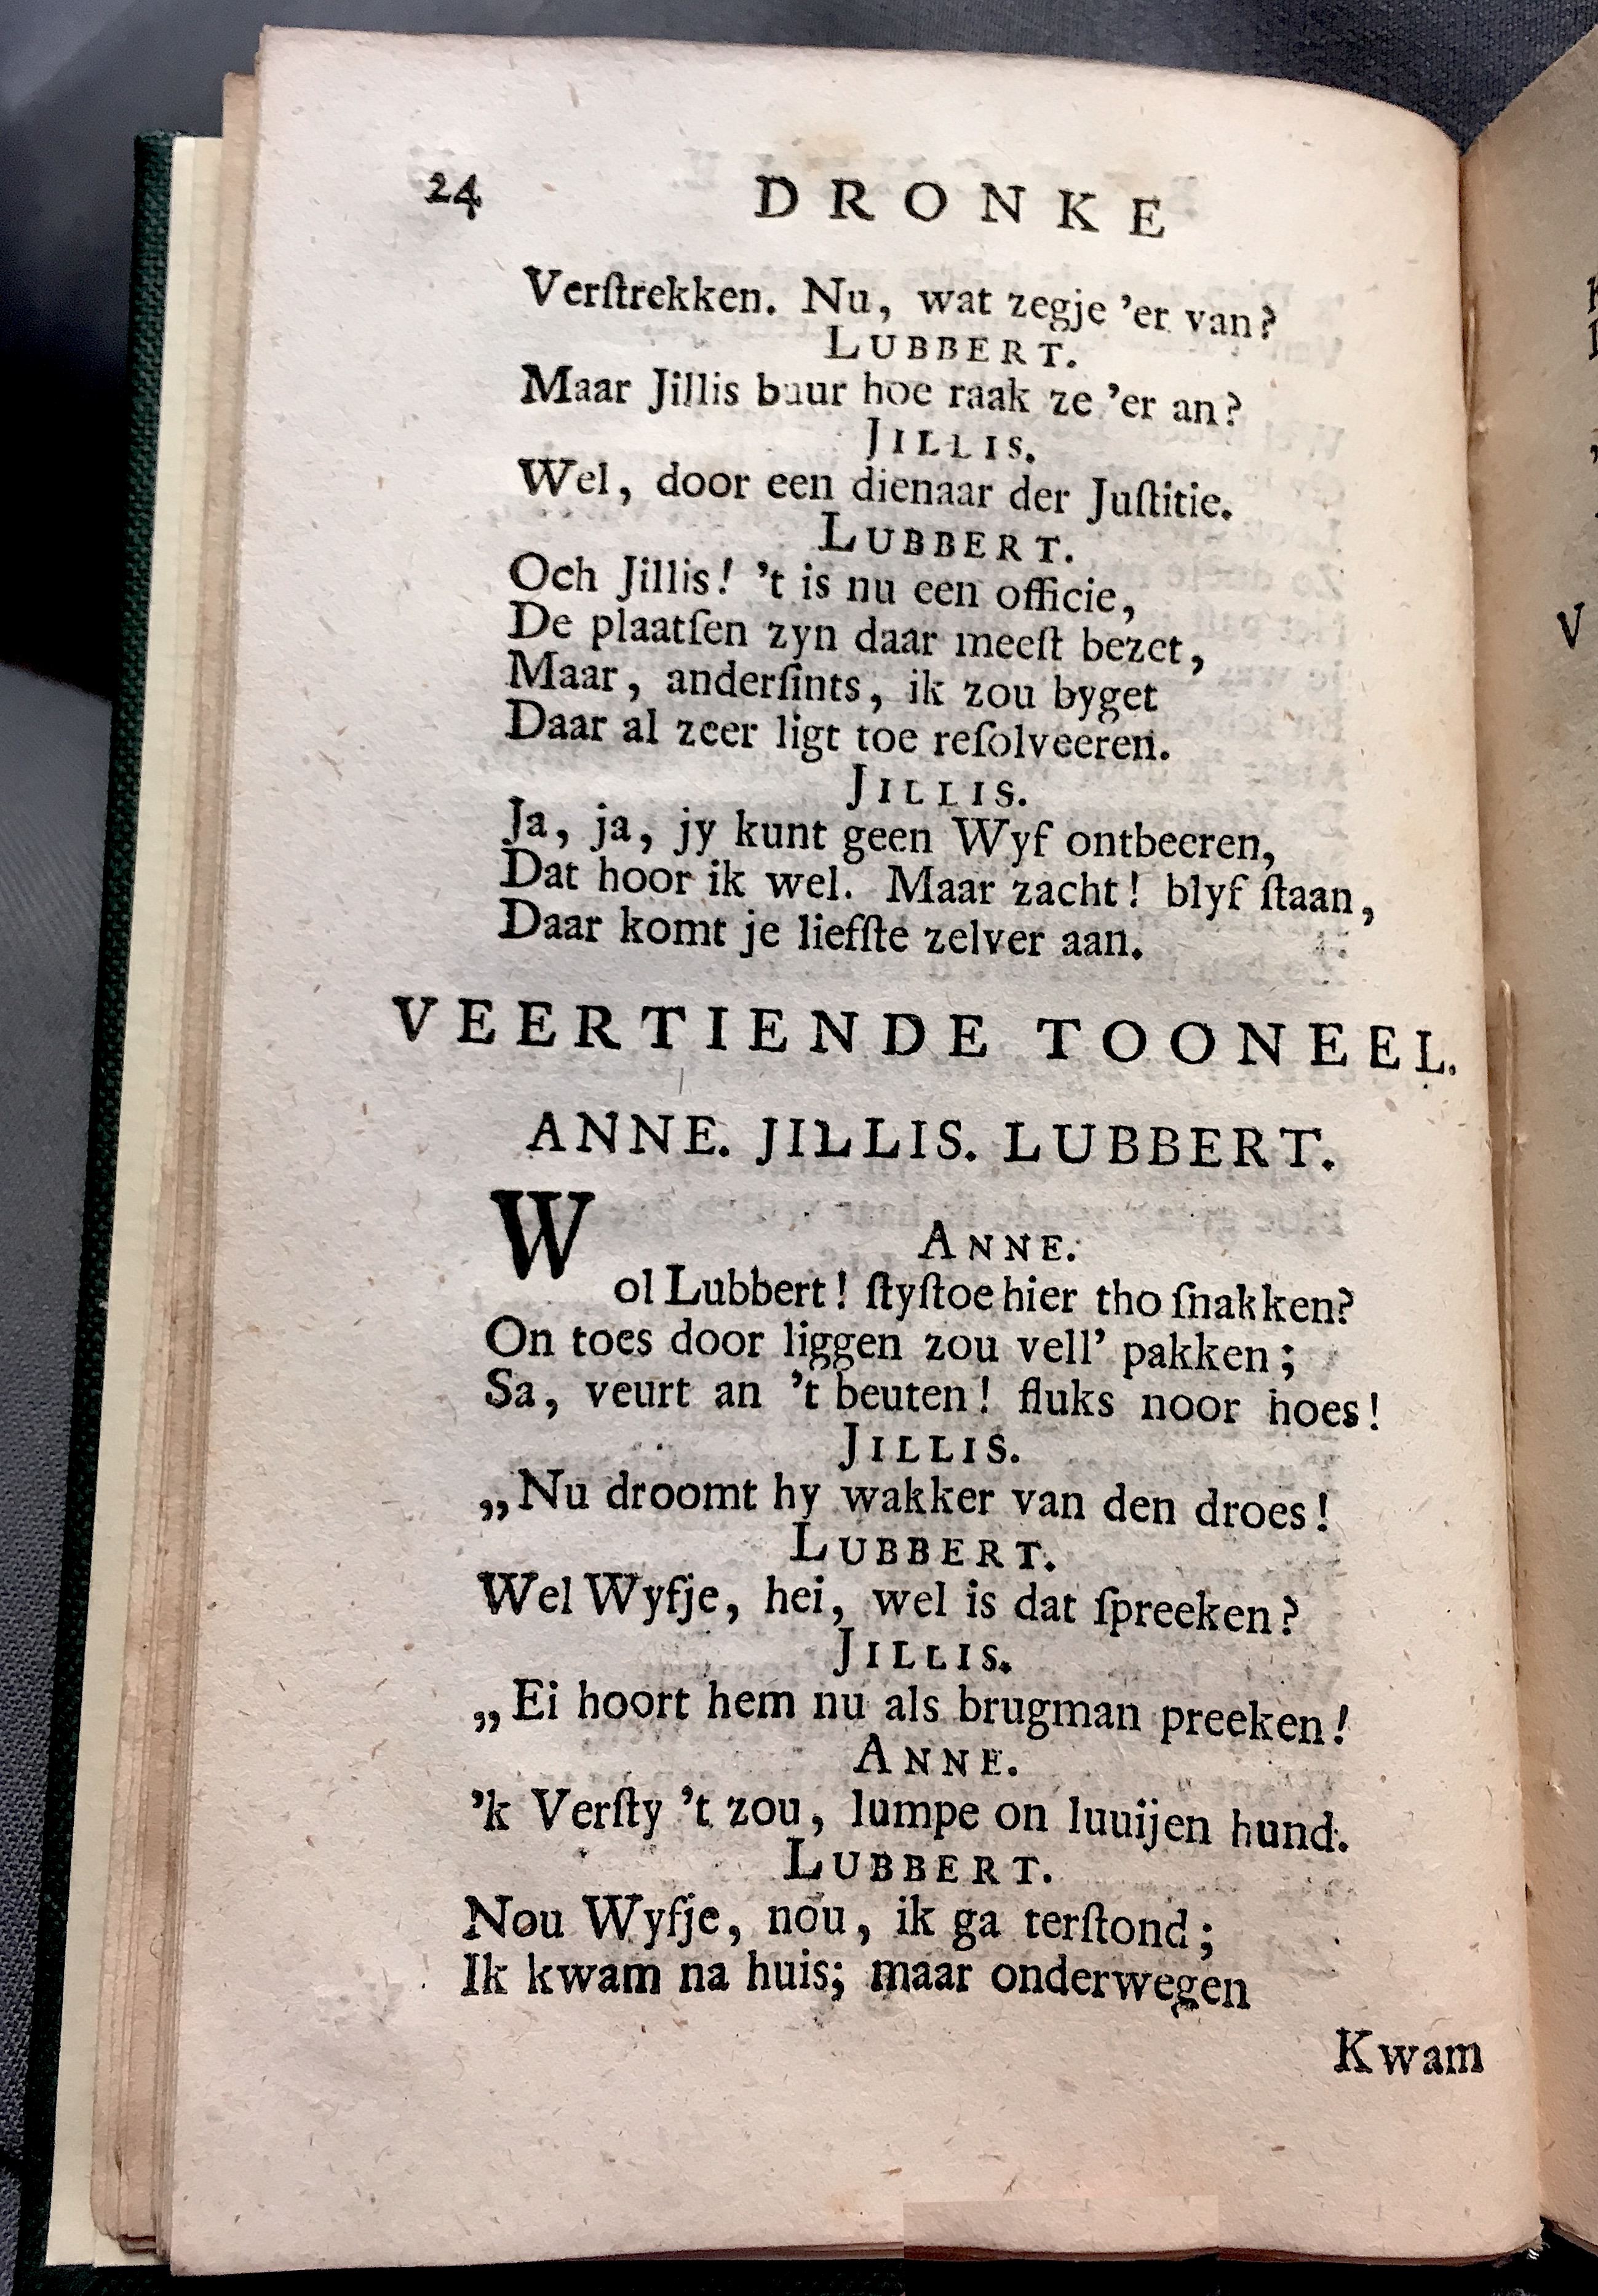 24 DRONKE
Verſtrekken. Nu, wat zegje 'er van?
LUBBERT.
Maar Jillis buur hoe raak ze 'er an?
JILLIS.
Wel, door een dienaar der Juſtitie.
LUBBERT.
Och Jillis! 't is nu een officie,
De plaatſen zyn daar meeſt bezet,
Maar, anderſints, ik zou byget
Daar al zeer ligt toe reſolveeren.
JILLIS.
Ja, ja, jy kunt geen Wyf ontbeeren,
Dat hoor ik wel. Maar zacht! blyf ſtaan,
Daar komt je liefſte zelver aan.
VEERTIENDE TOONEEL.
ANNE. JILLIS. LUBBERT.
ANNE.
Wol Lubbert! ſtyſtoe hier tho ſnakken?
On toes door liggen zou vell' pakken;
Sa, veurt an 't beuten! fluks noor hoes!
JILLIS.
„Nu droomt hy wakker van den droes!
LUBBERT.
Wel Wyfje, hei, wel is dat ſpreeken?
JILLIS.
„Ei hoort hem nu als brugman preeken!
ANNE.
'k Verſty 't zou, lumpe on luuijen hund.
LUBBERT.
Nou Wyfje, nou, ik ga terſtond;
Ik kwam na huis; maar onderwegen
Kwam
V